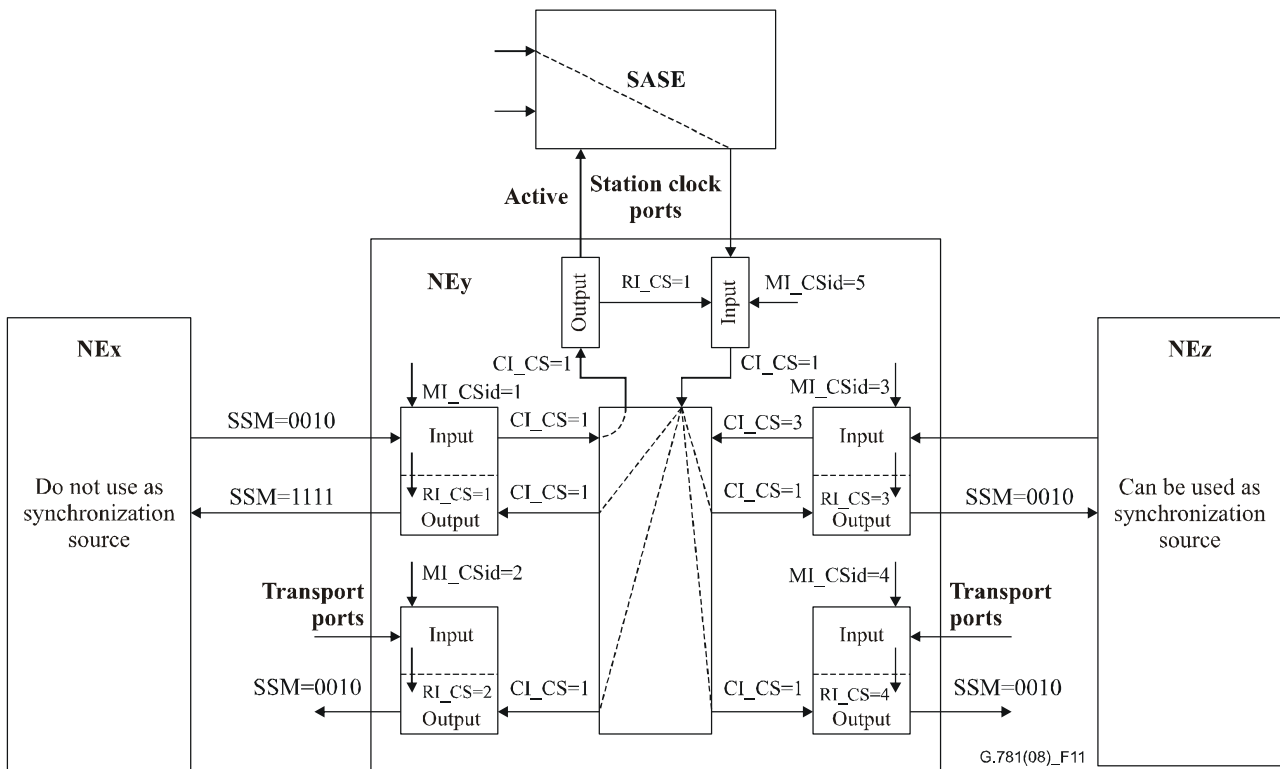 SASE
Active
Station clock
ports
NEy
Output
RI_CS=1
Input
MI_CSid=5
NEx
NEz
CI_CS=1
CI_CS=1
MI_CSid=1
MI_CSid=3
SSM=0010
Input
CI_CS=1
CI_CS=3
Input
Do not use as
synchronization
source
SSM=1111
RI_CS=1
Output
CI_CS=1
CI_CS=1
RI_CS=3
Output
SSM=0010
Can be used as
synchronization
source
MI_CSid=2
MI_CSid=4
Transport
ports
Input
Input
Transport
ports
SSM=0010
RI_CS=2
Output
CI_CS=1
CI_CS=1
RI_CS=4
Output
SSM=0010
G.781(08)_F11